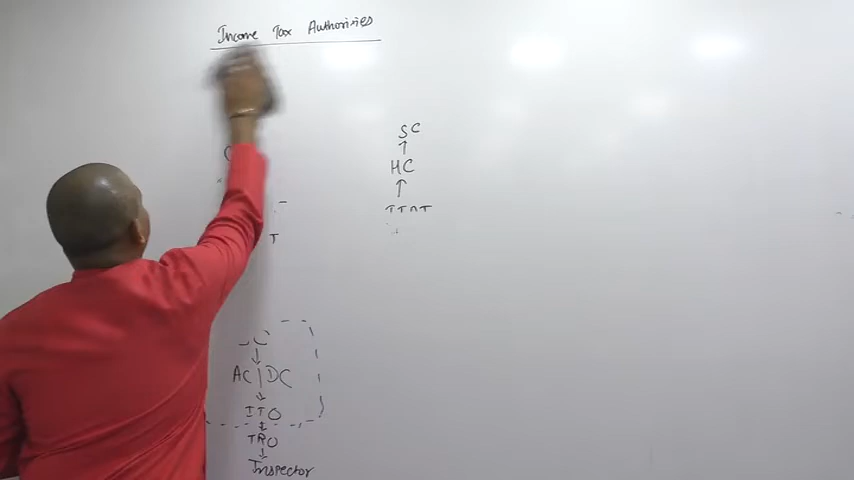 Income Tax Authorities
SC
↑
HC
↑
ITAT
↓
AC | DC
↓
ITO
↓
TRO
↓
Inspector